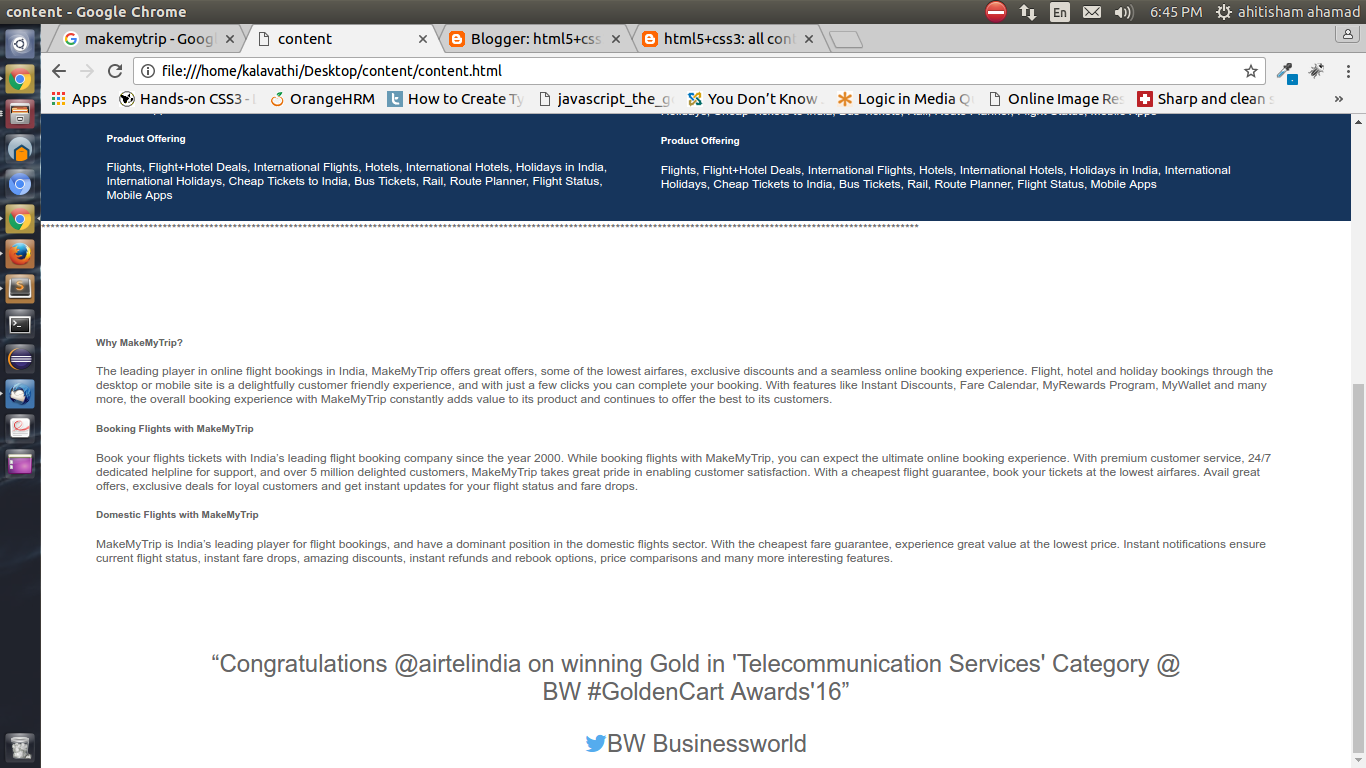 content - Google Chrome
En
6:45 PM
ahitisham ahamad
makemytrip - Goog
content
Blogger: html5+css
html5+css3: all cont
file:///home/kalavathi/Desktop/content/content.html
Apps
Hands-on CSS3 -
OrangeHRM
How to Create Ty
javascript_the_g
You Don't Know
Logic in Media Q
Online Image Res
Sharp and clean s
»
Holidays, Cheap Tickets to India, Bus Tickets, Rail, Route Planner, Flight Status, Mobile Apps
Product Offering
Flights, Flight+Hotel Deals, International Flights, Hotels, International Hotels, Holidays in India,
International Holidays, Cheap Tickets to India, Bus Tickets, Rail, Route Planner, Flight Status,
Mobile Apps
Product Offering
Flights, Flight+Hotel Deals, International Flights, Hotels, International Hotels, Holidays in India, International
Holidays, Cheap Tickets to India, Bus Tickets, Rail, Route Planner, Flight Status, Mobile Apps
Why MakeMyTrip?
The leading player in online flight bookings in India, MakeMyTrip offers great offers, some of the lowest airfares, exclusive discounts and a seamless online booking experience. Flight, hotel and holiday bookings through the
desktop or mobile site is a delightfully customer friendly experience, and with just a few clicks you can complete your booking. With features like Instant Discounts, Fare Calendar, MyRewards Program, MyWallet and many
more, the overall booking experience with MakeMyTrip constantly adds value to its product and continues to offer the best to its customers.
Booking Flights with MakeMyTrip
Book your flights tickets with India's leading flight booking company since the year 2000. While booking flights with MakeMyTrip, you can expect the ultimate online booking experience. With premium customer service, 24/7
dedicated helpline for support, and over 5 million delighted customers, MakeMyTrip takes great pride in enabling customer satisfaction. With a cheapest flight guarantee, book your tickets at the lowest airfares. Avail great
offers, exclusive deals for loyal customers and get instant updates for your flight status and fare drops.
Domestic Flights with MakeMyTrip
MakeMyTrip is India's leading player for flight bookings, and have a dominant position in the domestic flights sector. With the cheapest fare guarantee, experience great value at the lowest price. Instant notifications ensure
current flight status, instant fare drops, amazing discounts, instant refunds and rebook options, price comparisons and many more interesting features.
“Congratulations @airtelindia on winning Gold in 'Telecommunication Services' Category @
BW #GoldenCart Awards'16”
BW Businessworld